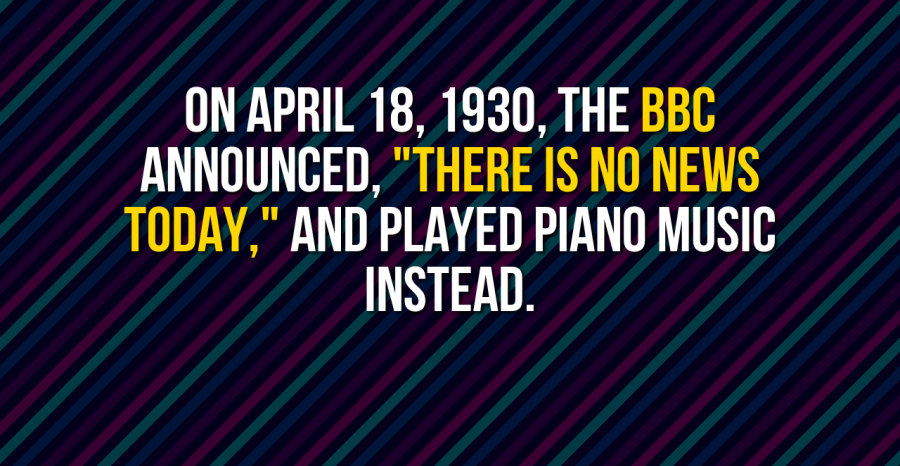 ON APRIL 18, 1930, THE BBC
ANNOUNCED, "THERE IS NO NEWS
TODAY," AND PLAYED PIANO MUSIC
INSTEAD.